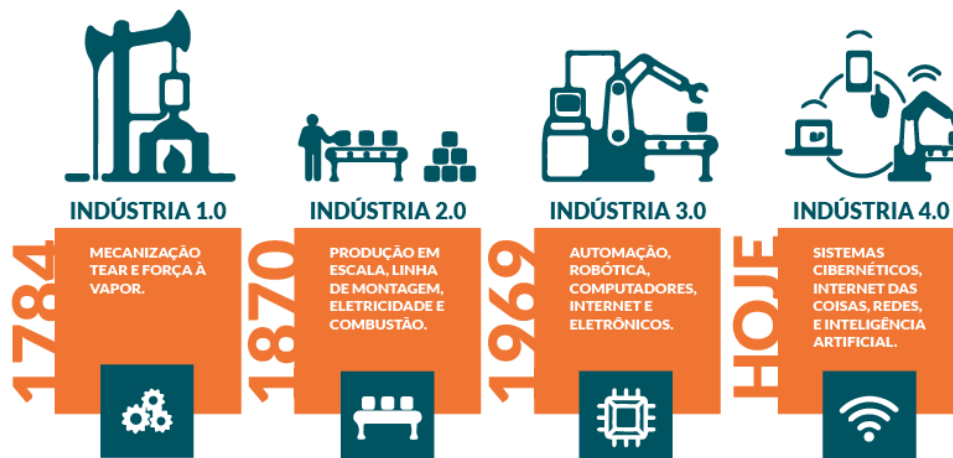 INDÚSTRIA 1.0
1784
MECANIZAÇÃO
TEAR E FORÇA À
VAPOR.
INDÚSTRIA 2.0
1870
PRODUÇÃO EM
ESCALA, LINHA
DE MONTAGEM,
ELETRICIDADE E
COMBUSTÃO.
INDÚSTRIA 3.0
1969
AUTOMAÇÃO,
ROBÓTICA,
COMPUTADORES,
INTERNET E
ELETRÔNICOS.
INDÚSTRIA 4.0
HOJE
SISTEMAS
CIBERNÉTICOS,
INTERNET DAS
COISAS, REDES,
E INTELIGÊNCIA
ARTIFICIAL.